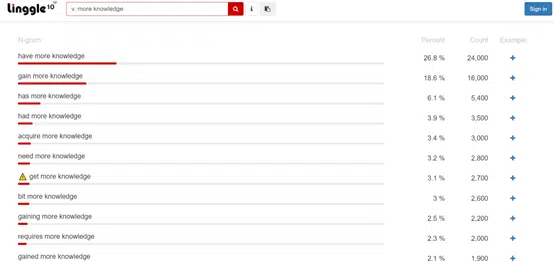 Linggle 10
v. more knowledge
Sign in
N-gram Percent Count Example
have more knowledge 26.8 % 24,000
gain more knowledge 18.6 % 16,000
has more knowledge 6.1 % 5,400
had more knowledge 3.9 % 3,500
acquire more knowledge 3.4 % 3,000
need more knowledge 3.2 % 2,800
get more knowledge 3.1 % 2,700
bit more knowledge 3 % 2,600
gaining more knowledge 2.5 % 2,200
requires more knowledge 2.3 % 2,000
gained more knowledge 2.1 % 1,900